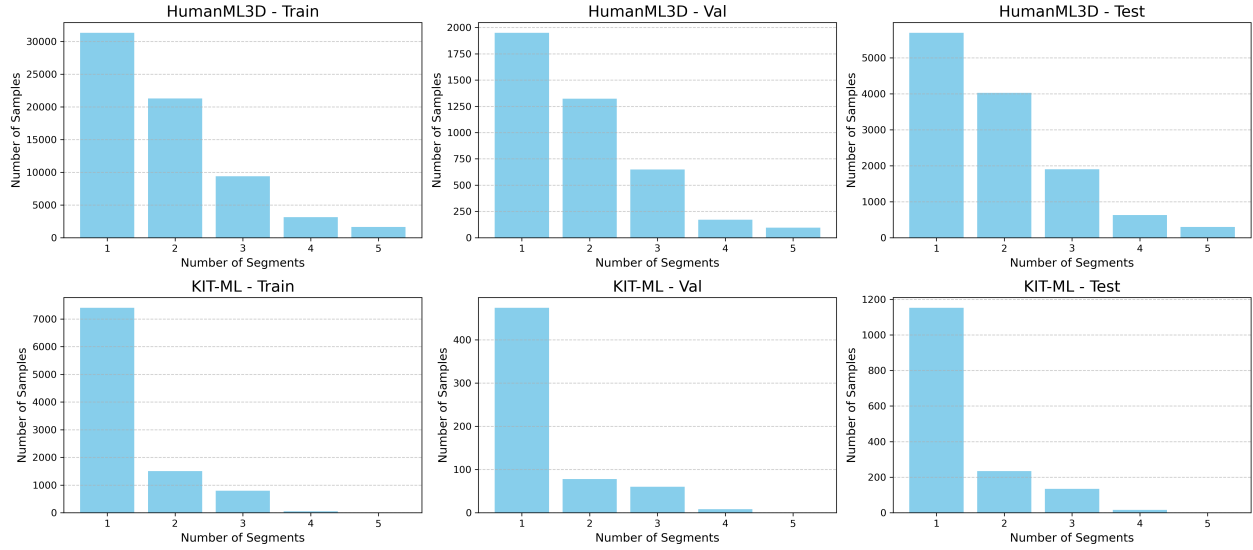 HumanML3D - Train
Number of Samples
30000
25000
20000
15000
10000
5000
0
1 2 3 4 5
Number of Segments
HumanML3D - Val
Number of Samples
2000
1750
1500
1250
1000
750
500
250
0
1 2 3 4 5
Number of Segments
HumanML3D - Test
Number of Samples
5000
4000
3000
2000
1000
0
1 2 3 4 5
Number of Segments
KIT-ML - Train
Number of Samples
7000
6000
5000
4000
3000
2000
1000
0
1 2 3 4 5
Number of Segments
KIT-ML - Val
Number of Samples
400
300
200
100
0
1 2 3 4 5
Number of Segments
KIT-ML - Test
Number of Samples
1200
1000
800
600
400
200
0
1 2 3 4 5
Number of Segments